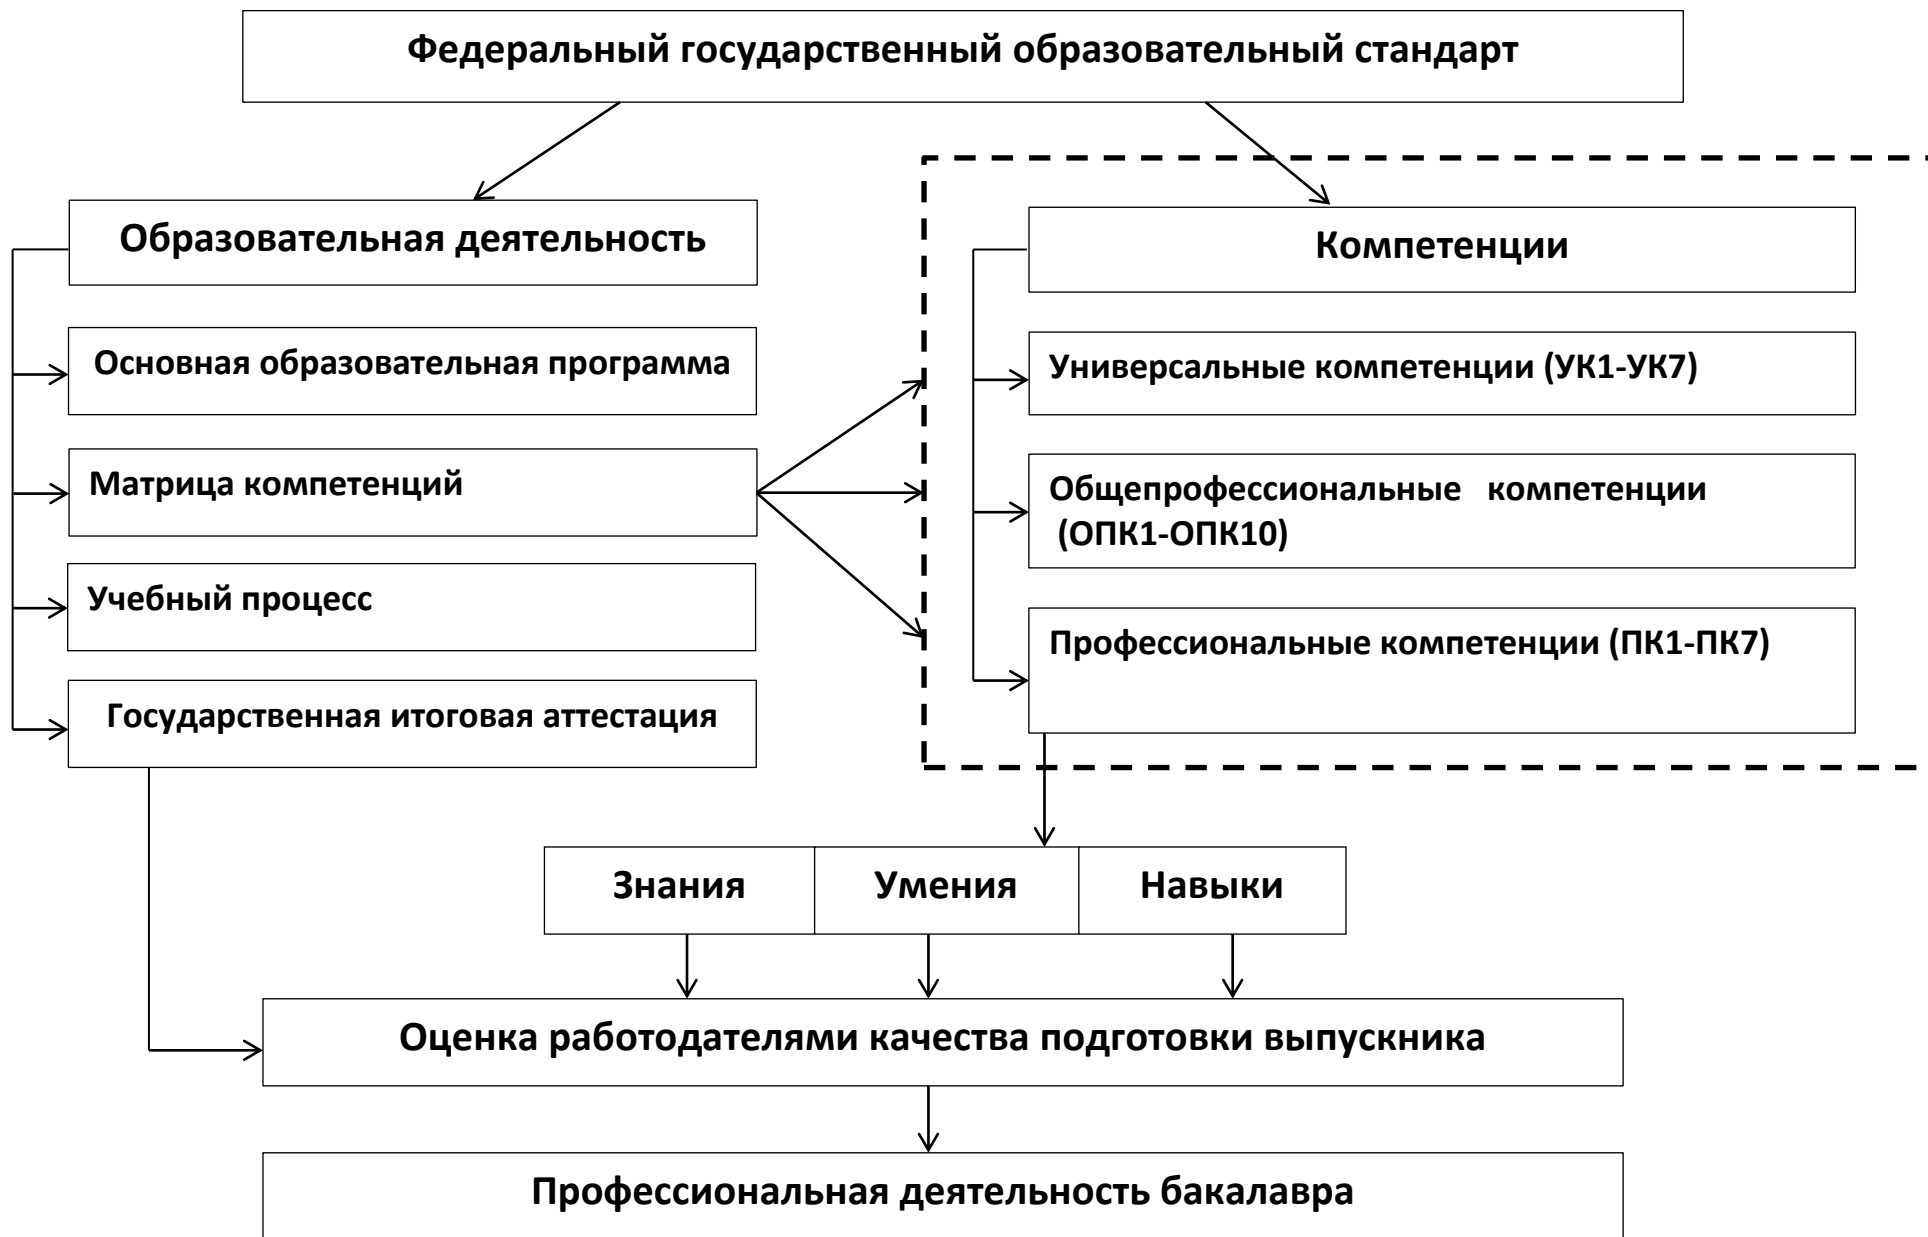 Федеральный государственный образовательный стандарт
Образовательная деятельность
Основная образовательная программа
Матрица компетенций
Учебный процесс
Государственная итоговая аттестация
Компетенции
Универсальные компетенции (УК1-УК7)
Общепрофессиональные компетенции
(ОПК1-ОПК10)
Профессиональные компетенции (ПК1-ПК7)
Знания
Умения
Навыки
Оценка работодателями качества подготовки выпускника
Профессиональная деятельность бакалавра